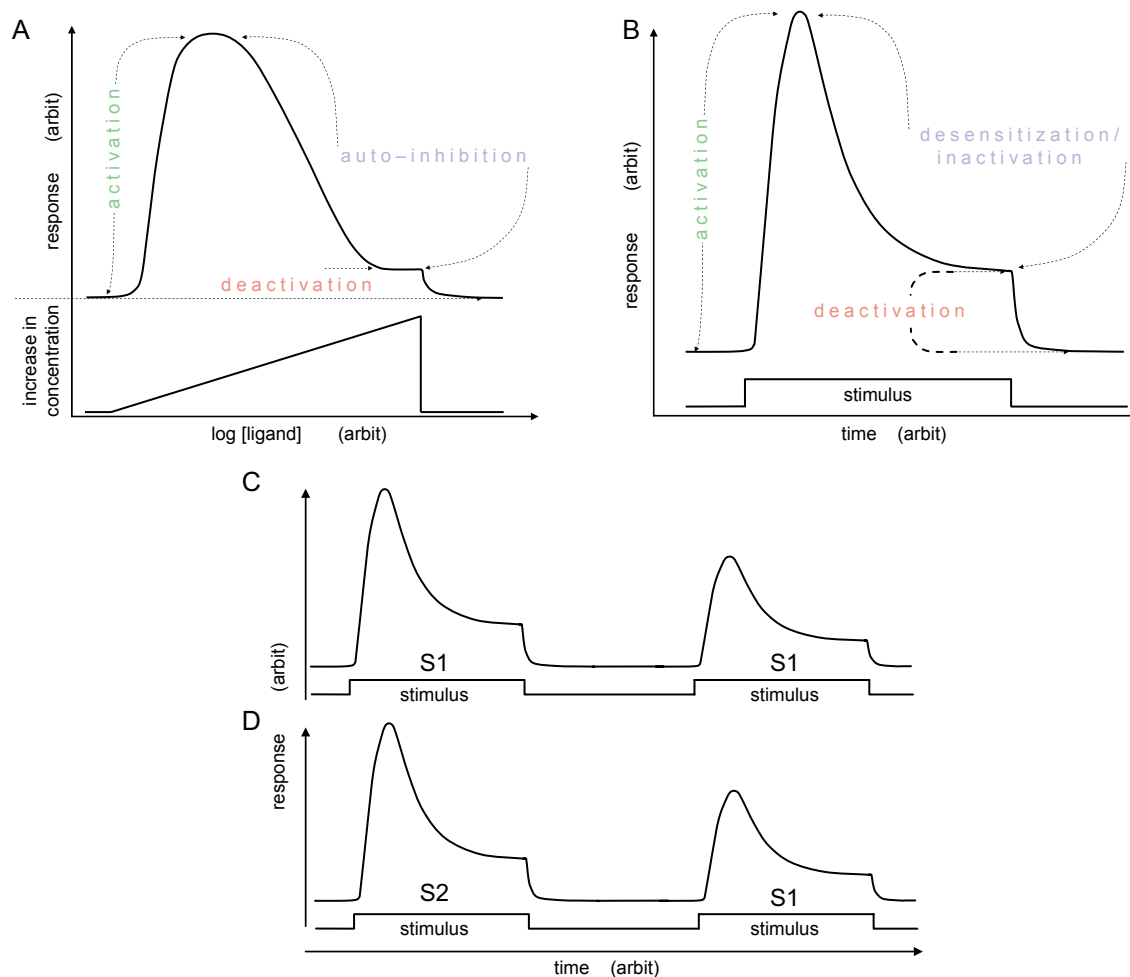 A
response (arbit)
activation
auto–inhibition
deactivation
increase in
concentration
log [ligand] (arbit)
B
response (arbit)
activation
desensitization/
inactivation
deactivation
stimulus
time (arbit)
C
(arbit)
S1
stimulus
S1
stimulus
D
response
S2
stimulus
S1
stimulus
time (arbit)